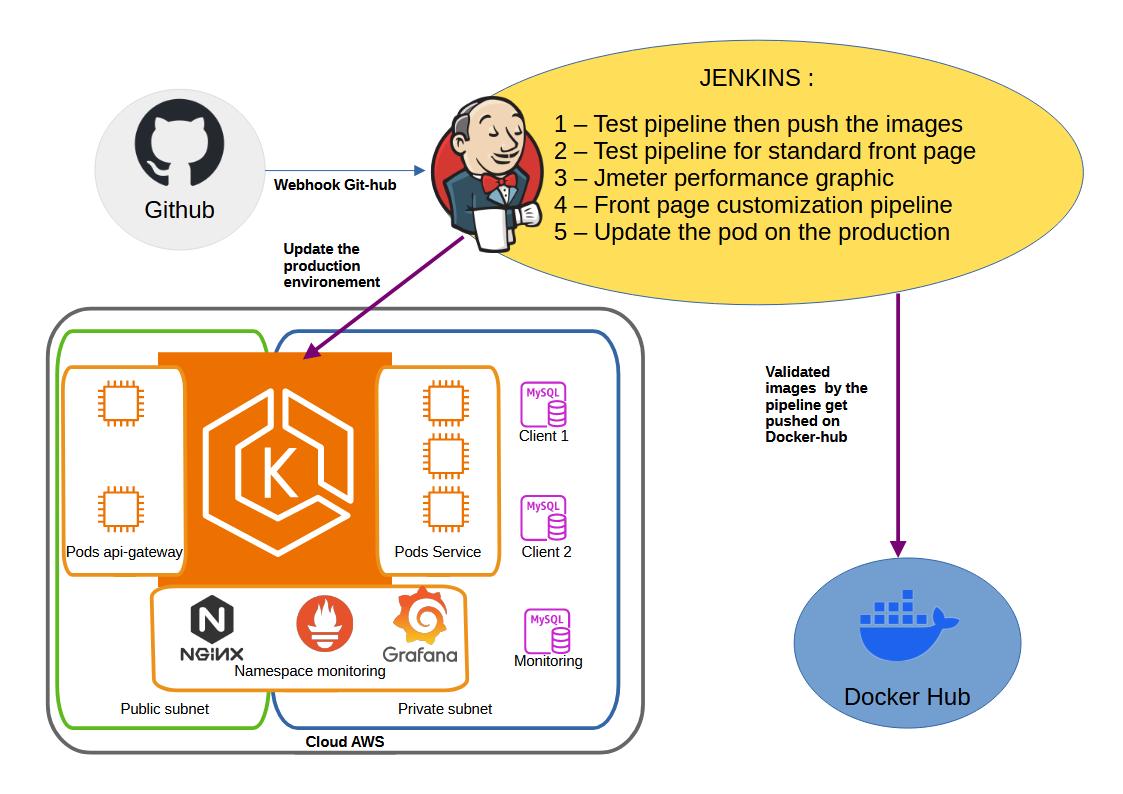 JENKINS :
1 – Test pipeline then push the images
2 – Test pipeline for standard front page
3 – Jmeter performance graphic
4 – Front page customization pipeline
5 – Update the pod on the production
Github
Webhook Git-hub
Update the
production
environement
Validated
images by the
pipeline get
pushed on
Docker-hub
K
MySQL
Client 1
MySQL
Client 2
Pods api-gateway
Pods Service
N
NGiNX
Grafana
Namespace monitoring
MySQL
Monitoring
Public subnet
Private subnet
Cloud AWS
Docker Hub